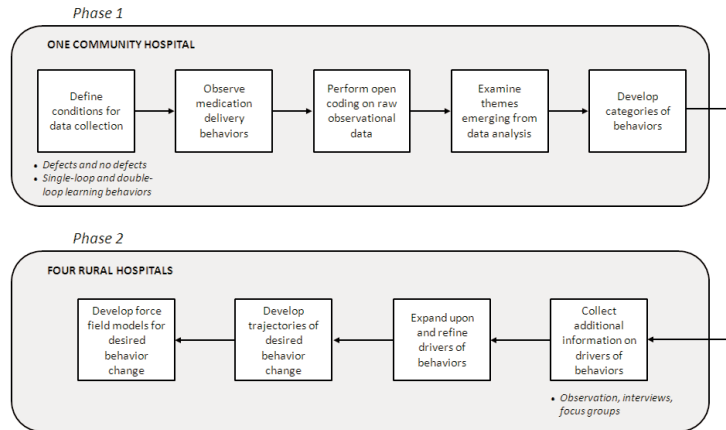 Phase 1
ONE COMMUNITY HOSPITAL
Define
conditions for
data collection
Observe
medication
delivery
behaviors
Perform open
coding on raw
observational
data
Examine
themes
emerging from
data analysis
Develop
categories of
behaviors
• Defects and no defects
• Single-loop and double-
loop learning behaviors
Phase 2
FOUR RURAL HOSPITALS
Develop force
field models for
desired
behavior
change
Develop
trajectories of
desired
behavior
change
Expand upon
and refine
drivers of
behaviors
Collect
additional
information on
drivers of
behaviors
• Observation, interviews,
focus groups